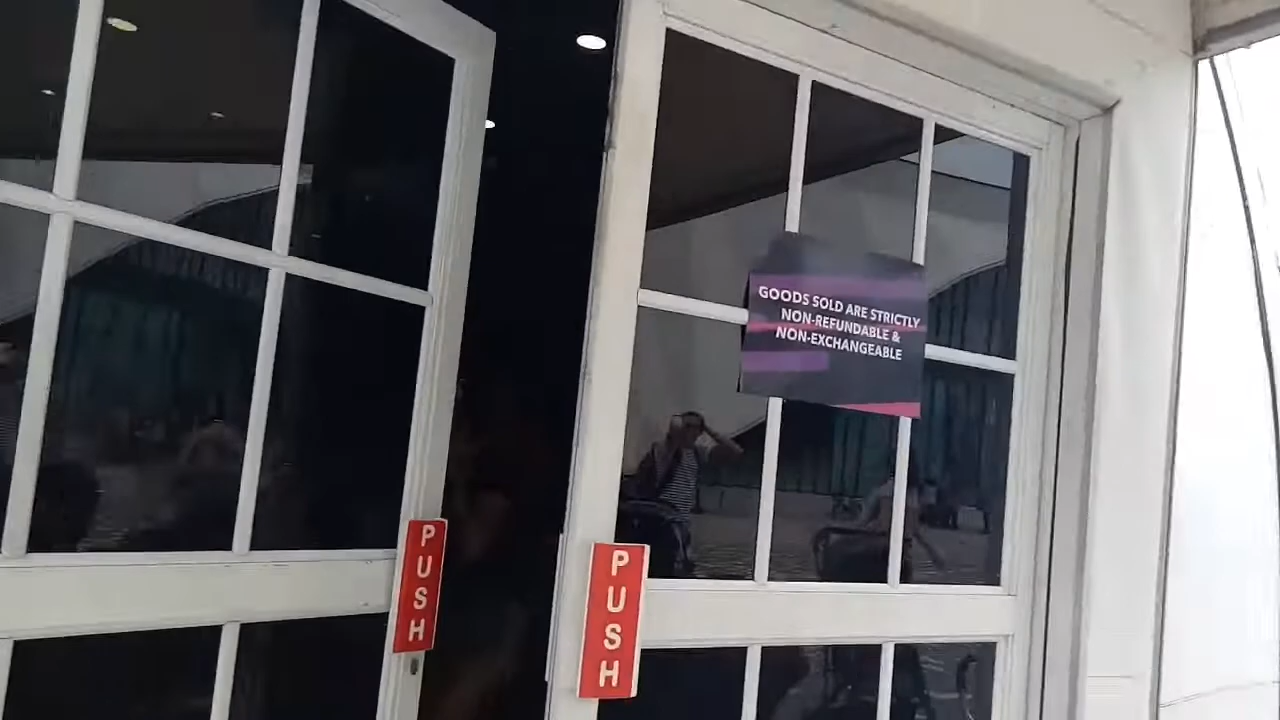 GOODS SOLD ARE STRICTLY
NON-REFUNDABLE &
NON-EXCHANGEABLE
PUSH
PUSH